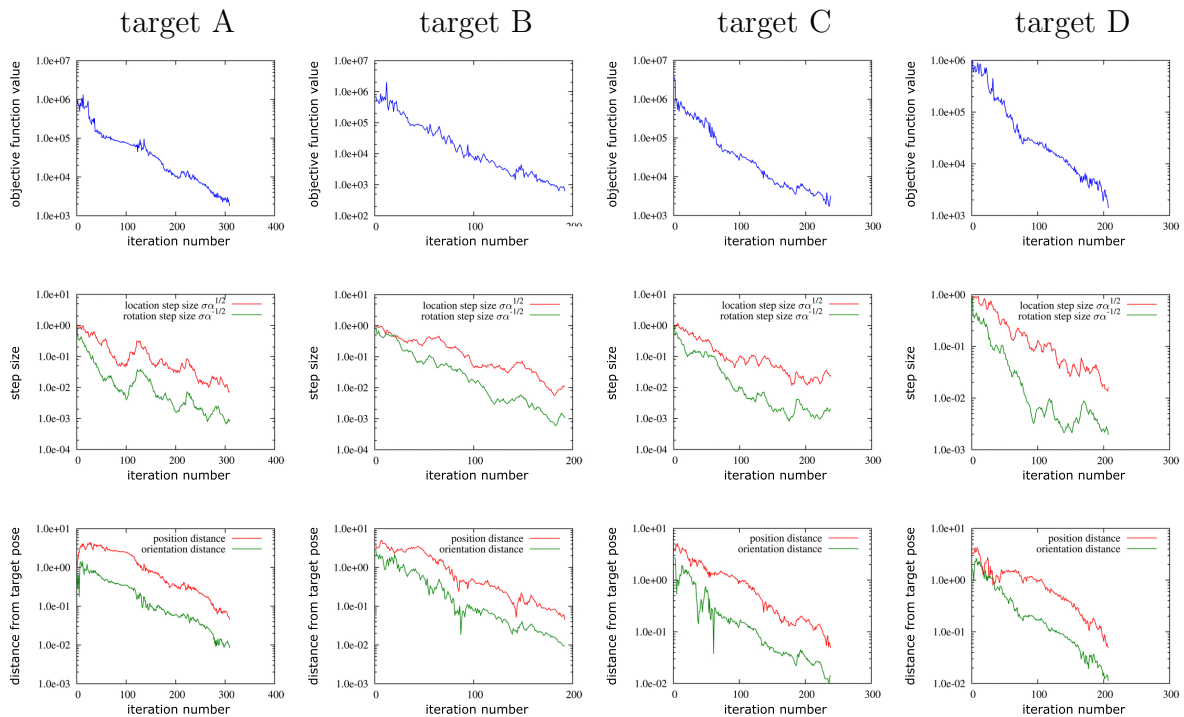 target A
target B
target C
target D
objective function value
1.0e+07
1.0e+06
1.0e+05
1.0e+04
1.0e+03
0 100 200 300 400
iteration number
objective function value
1.0e+07
1.0e+06
1.0e+05
1.0e+04
1.0e+03
1.0e+02
0 100 200
iteration number
objective function value
1.0e+07
1.0e+06
1.0e+05
1.0e+04
1.0e+03
0 100 200 300
iteration number
objective function value
1.0e+06
1.0e+05
1.0e+04
1.0e+03
0 100 200 300
iteration number
step size
1.0e+01
1.0e+00
1.0e-01
1.0e-02
1.0e-03
1.0e-04
location step size σα^1/2
rotation step size σα^-1/2
0 100 200 300 400
iteration number
step size
1.0e+01
1.0e+00
1.0e-01
1.0e-02
1.0e-03
1.0e-04
location step size σα^1/2
rotation step size σα^-1/2
0 100 200
iteration number
step size
1.0e+01
1.0e+00
1.0e-01
1.0e-02
1.0e-03
1.0e-04
location step size σα^1/2
rotation step size σα^-1/2
0 100 200 300
iteration number
step size
1.0e+00
1.0e-01
1.0e-02
1.0e-03
location step size σα^1/2
rotation step size σα^-1/2
0 100 200 300
iteration number
distance from target pose
1.0e+01
1.0e+00
1.0e-01
1.0e-02
1.0e-03
position distance
orientation distance
0 100 200 300 400
iteration number
distance from target pose
1.0e+01
1.0e+00
1.0e-01
1.0e-02
1.0e-03
position distance
orientation distance
0 100 200
iteration number
distance from target pose
1.0e+01
1.0e+00
1.0e-01
1.0e-02
position distance
orientation distance
0 100 200 300
iteration number
distance from target pose
1.0e+01
1.0e+00
1.0e-01
1.0e-02
position distance
orientation distance
0 100 200 300
iteration number